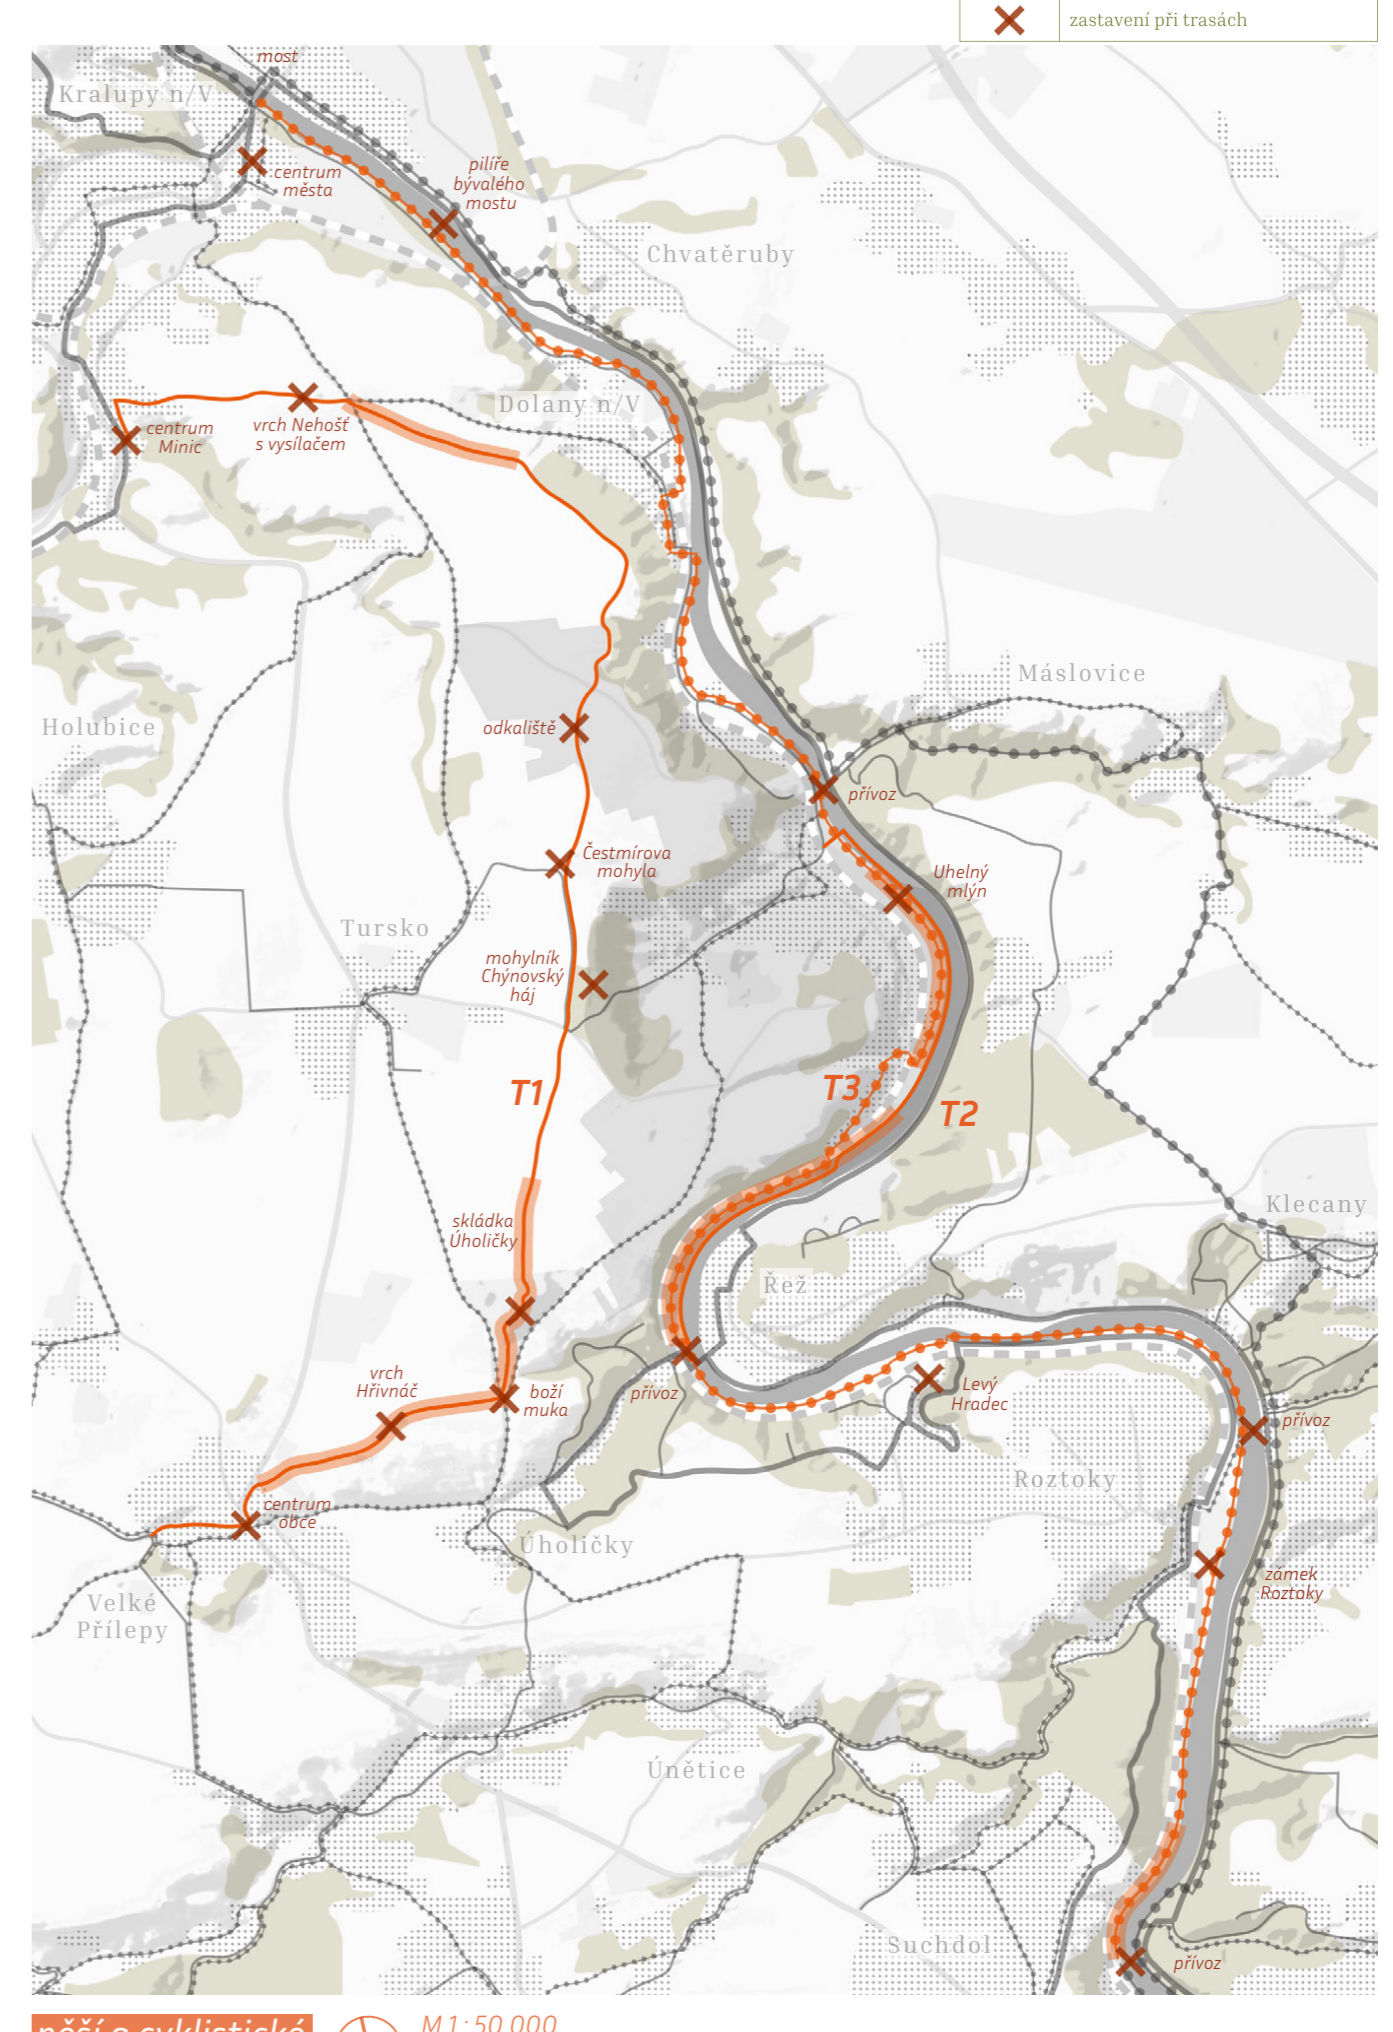 zastavení při trasách
most
Kralupy n/V
centrum
města
pilíře
bývalého
mostu
Chvatěruby
Dolany n/V
centrum
Minic
vrch Nehošť
s vysílačem
Máslovice
Holubice
odkaliště
přívoz
Čestmírova
mohyla
Uhelný
mlýn
Tursko
mohylník
Chýnovský
háj
T1
T3
T2
Klecany
skládka
Úholičky
Řež
vrch
Hřivnáč
boží
muka
přívoz
Levý
Hradec
přívoz
Roztoky
centrum
obce
Úholičky
zámek
Roztoky
Velké
Přílepy
Únětice
Suchdol
přívoz
pěší a cyklistické
M 1 : 50 000